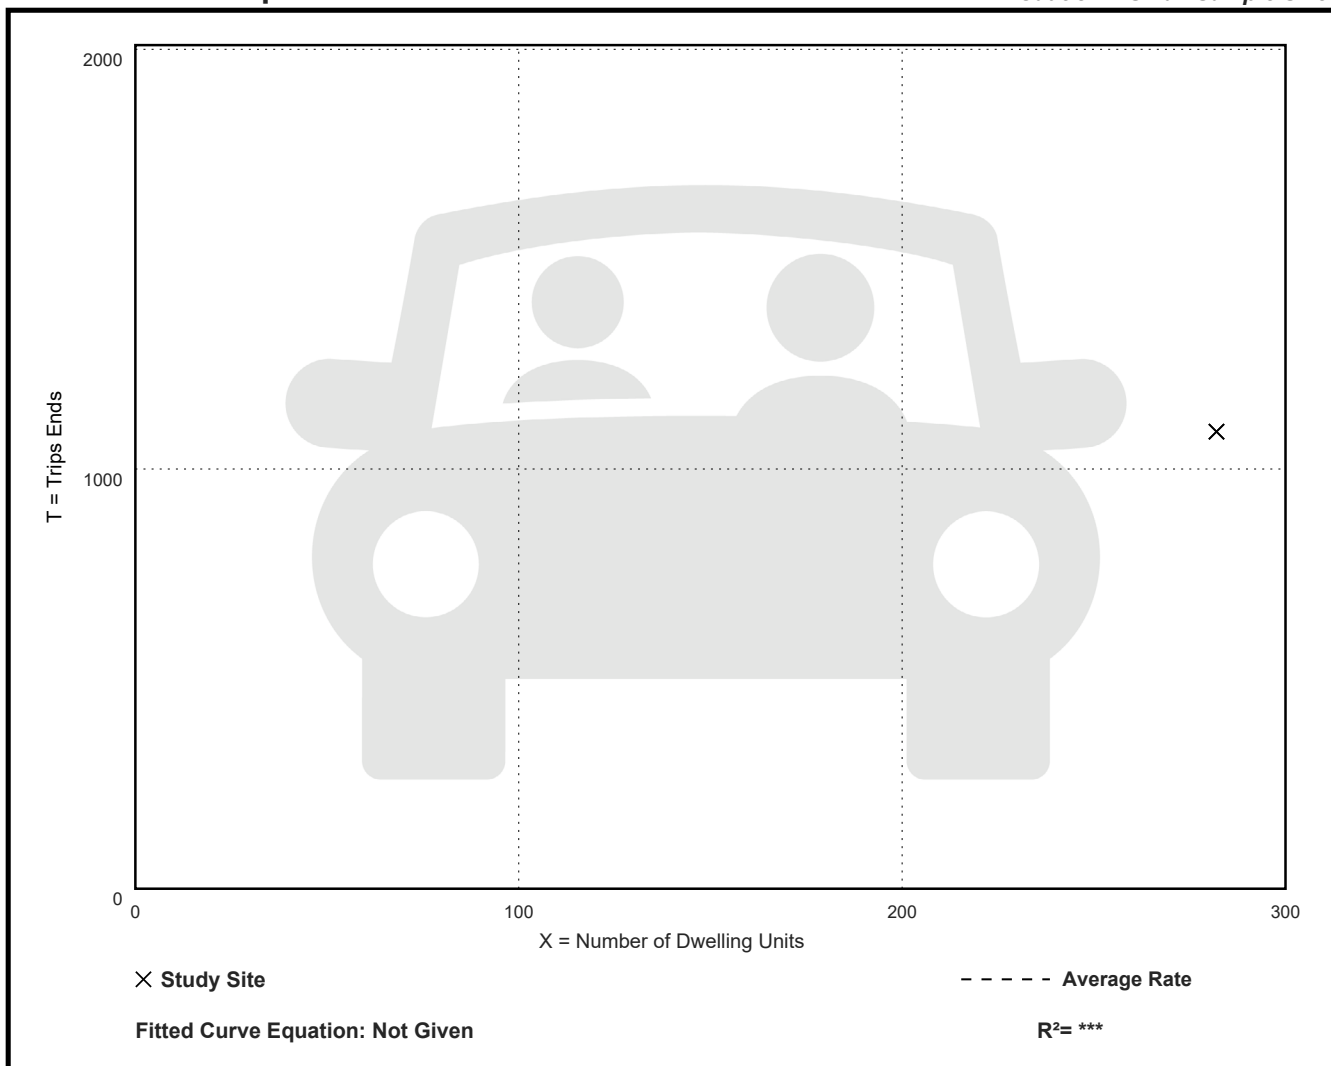 2000
1000
0
T = Trips Ends
0 100 200 300
X = Number of Dwelling Units
Study Site
Average Rate
Fitted Curve Equation: Not Given
R²= ***